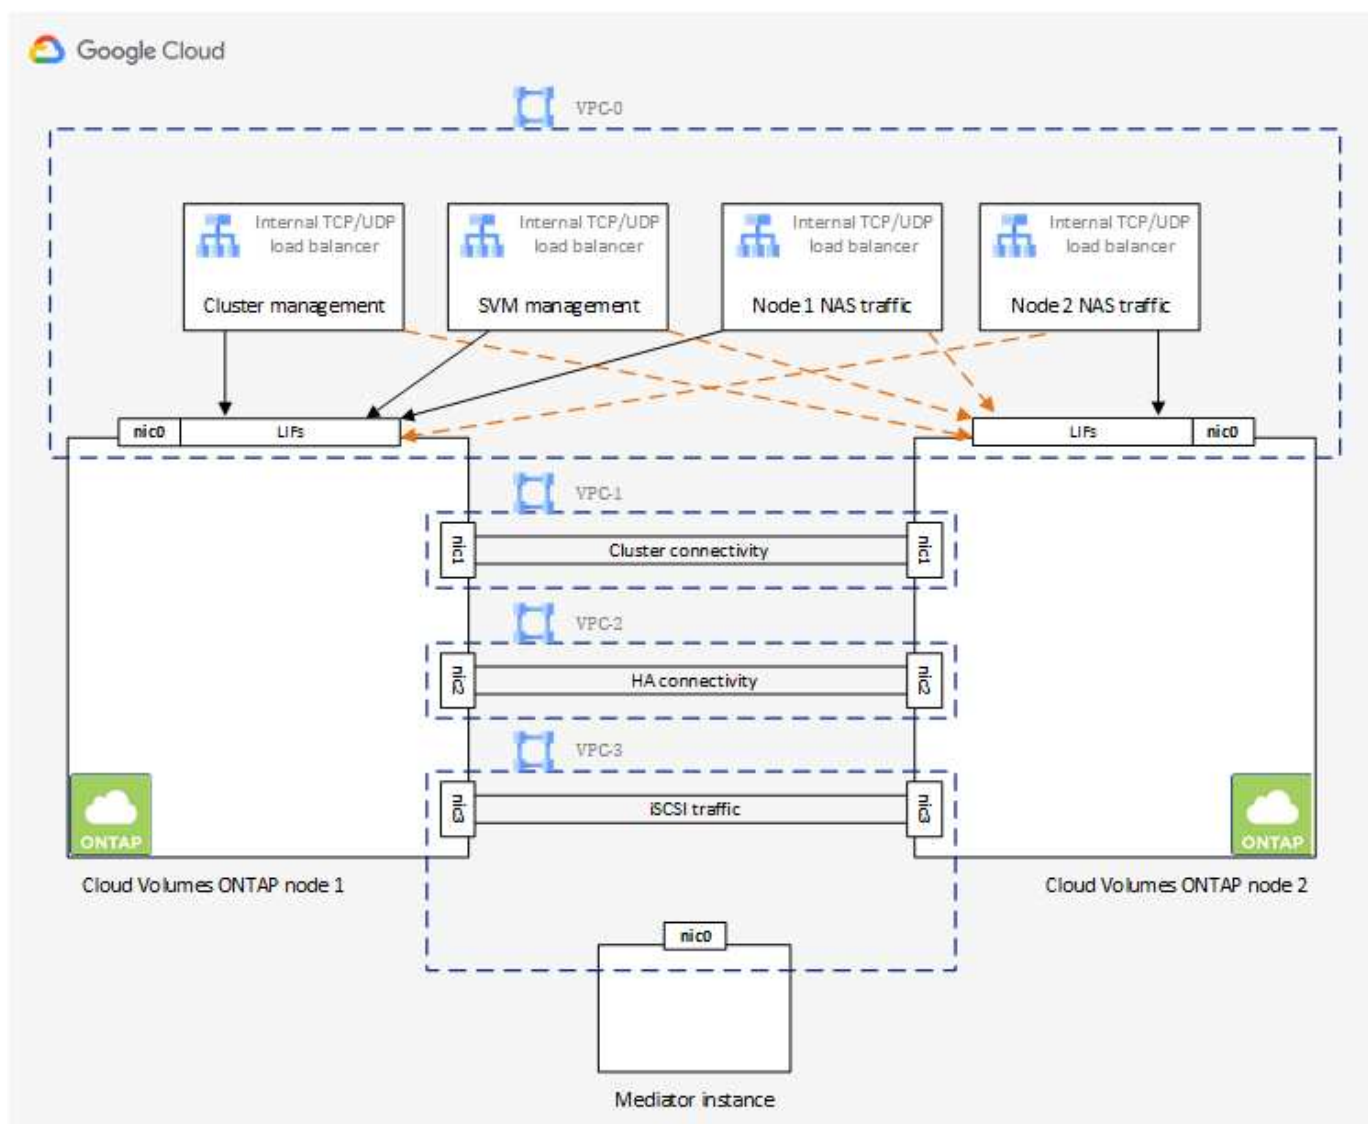 Google Cloud
VPC-0
Internal TCP/UDP
load balancer
Cluster management
Internal TCP/UDP
load balancer
SVM management
Internal TCP/UDP
load balancer
Node 1 NAS traffic
Internal TCP/UDP
load balancer
Node 2 NAS traffic
nic0
LIFs
LIFs
nic0
VPC-1
nic1
Cluster connectivity
nic1
VPC-2
nic2
HA connectivity
nic2
VPC-3
nic3
iSCSI traffic
nic3
ONTAP
ONTAP
Cloud Volumes ONTAP node 1
Cloud Volumes ONTAP node 2
nic0
Mediator instance